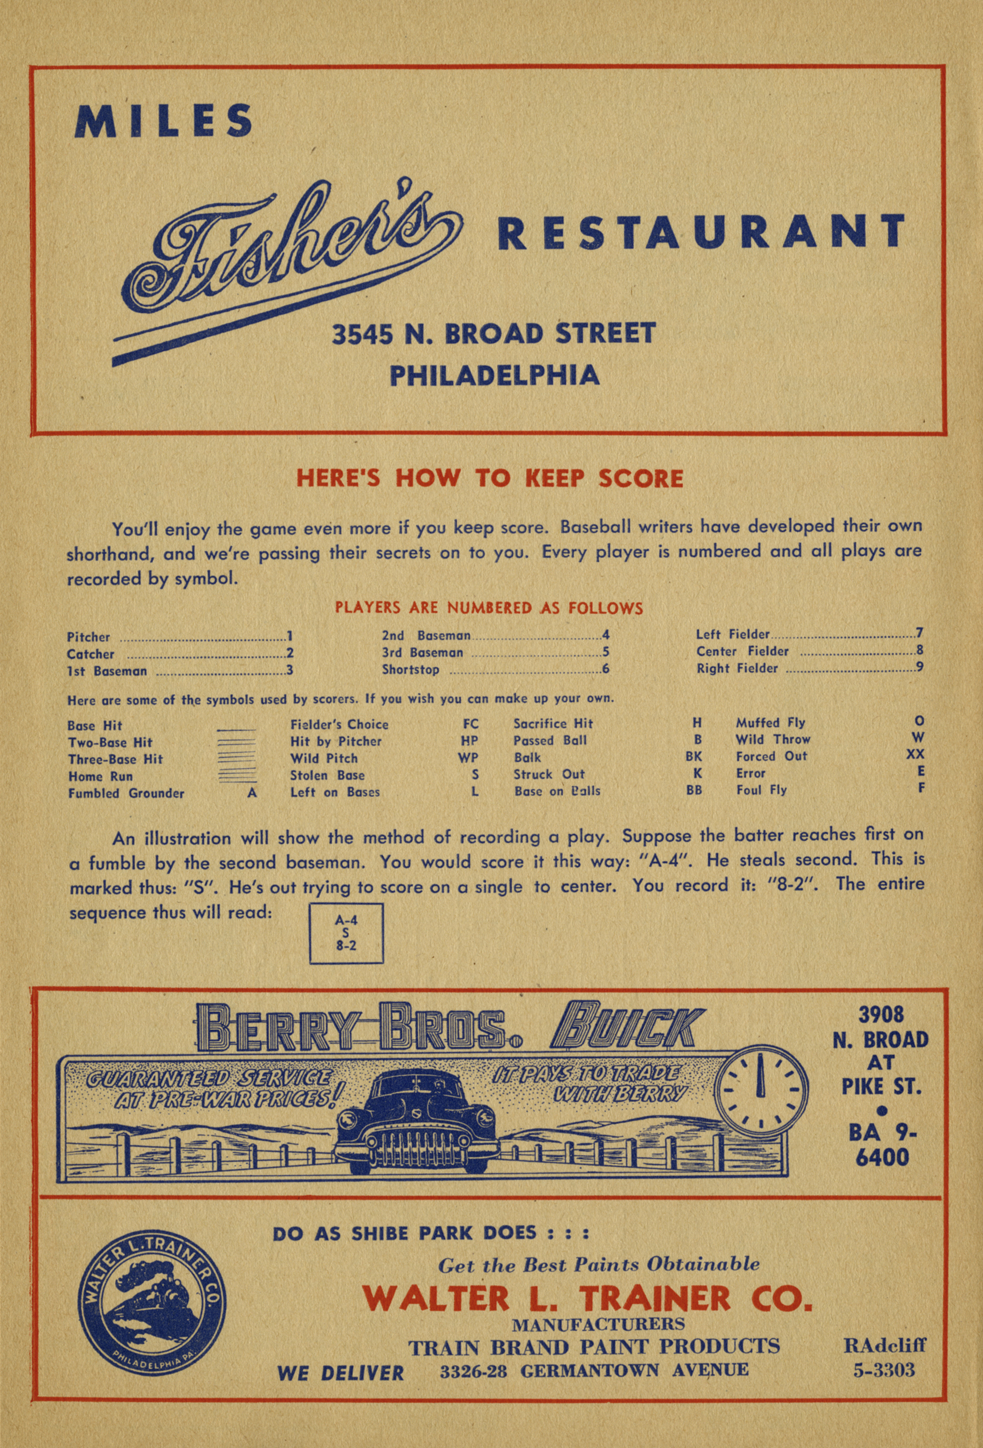 MILES
Fisher's RESTAURANT
3545 N. BROAD STREET
PHILADELPHIA
HERE'S HOW TO KEEP SCORE
You'll enjoy the game even more if you keep score. Baseball writers have developed their own
shorthand, and we're passing their secrets on to you. Every player is numbered and all plays are
recorded by symbol.
PLAYERS ARE NUMBERED AS FOLLOWS
Pitcher ........................................1 2nd Baseman................................4 Left Fielder....................................7
Catcher ........................................2 3rd Baseman ................................5 Center Fielder .............................8
1st Baseman ................................3 Shortstop .....................................6 Right Fielder ................................9
Here are some of the symbols used by scorers. If you wish you can make up your own.
Base Hit Fielder's Choice FC Sacrifice Hit H Muffed Fly O
Two-Base Hit Hit by Pitcher HP Passed Ball B Wild Throw W
Three-Base Hit Wild Pitch WP Balk BK Forced Out XX
Home Run Stolen Base S Struck Out K Error E
Fumbled Grounder A Left on Bases L Base on Balls BB Foul Fly F
An illustration will show the method of recording a play. Suppose the batter reaches first on
a fumble by the second baseman. You would score it this way: "A-4". He steals second. This is
marked thus: "S". He's out trying to score on a single to center. You record it: "8-2". The entire
sequence thus will read:
A-4
S
8-2
BERRY BROS. BUICK
GUARANTEED SERVICE
AT PRE-WAR PRICES!
IT PAYS TO TRADE
WITH BERRY
3908
N. BROAD
AT
PIKE ST.
•
BA 9-
6400
WALTER L. TRAINER CO.
PHILADELPHIA PA.
DO AS SHIBE PARK DOES : : :
Get the Best Paints Obtainable
WALTER L. TRAINER CO.
MANUFACTURERS
TRAIN BRAND PAINT PRODUCTS
WE DELIVER 3326-28 GERMANTOWN AVENUE
RAdcliff
5-3303